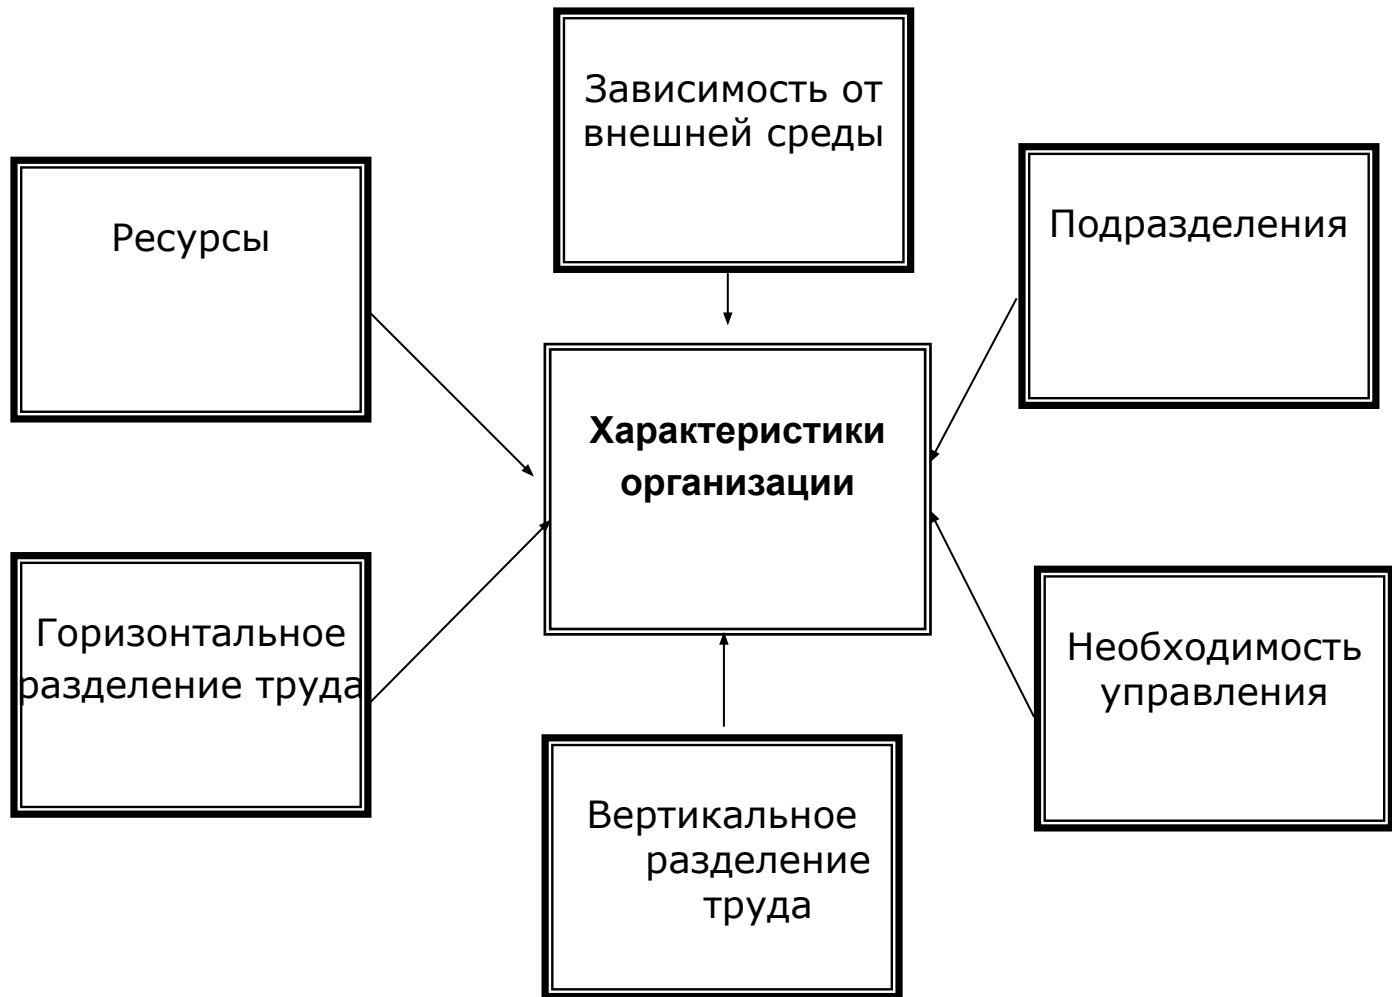 Зависимость от
внешней среды
Ресурсы
Подразделения
Характеристики
организации
Горизонтальное
разделение труда
Необходимость
управления
Вертикальное
разделение
труда